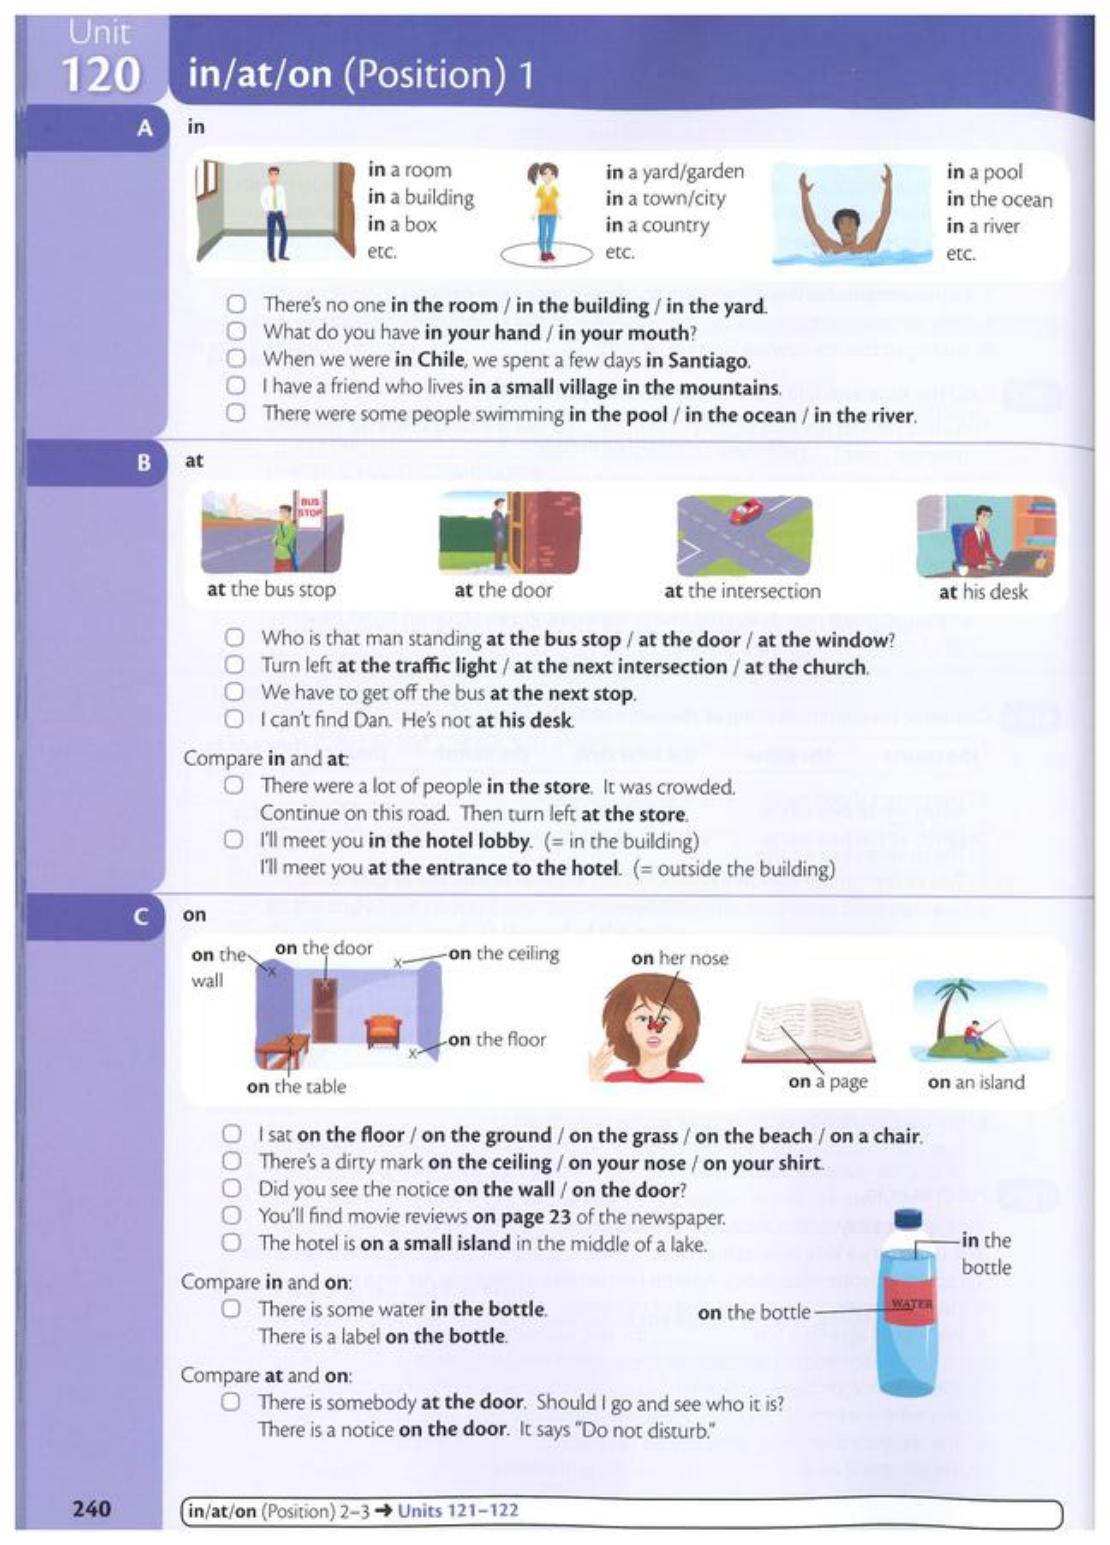 Unit
120
in/at/on (Position) 1
A
in
in a room
in a building
in a box
etc.
in a yard/garden
in a town/city
in a country
etc.
in a pool
in the ocean
in a river
etc.
There's no one in the room / in the building / in the yard.
What do you have in your hand / in your mouth?
When we were in Chile, we spent a few days in Santiago.
I have a friend who lives in a small village in the mountains.
There were some people swimming in the pool / in the ocean / in the river.
B
at
BUS
STOP
at the bus stop
at the door
at the intersection
at his desk
Who is that man standing at the bus stop / at the door / at the window?
Turn left at the traffic light / at the next intersection / at the church.
We have to get off the bus at the next stop.
I can't find Dan. He's not at his desk.
Compare in and at:
There were a lot of people in the store. It was crowded.
Continue on this road. Then turn left at the store.
I'll meet you in the hotel lobby. (= in the building)
I'll meet you at the entrance to the hotel. (= outside the building)
C
on
on the
wall
on the door
on the ceiling
on the floor
on the table
on her nose
on a page
on an island
I sat on the floor / on the ground / on the grass / on the beach / on a chair.
There's a dirty mark on the ceiling / on your nose / on your shirt.
Did you see the notice on the wall / on the door?
You'll find movie reviews on page 23 of the newspaper.
The hotel is on a small island in the middle of a lake.
Compare in and on:
There is some water in the bottle.
There is a label on the bottle.
in the
bottle
on the bottle
WATER
Compare at and on:
There is somebody at the door. Should I go and see who it is?
There is a notice on the door. It says "Do not disturb."
240
in/at/on (Position) 2–3 ➜ Units 121–122